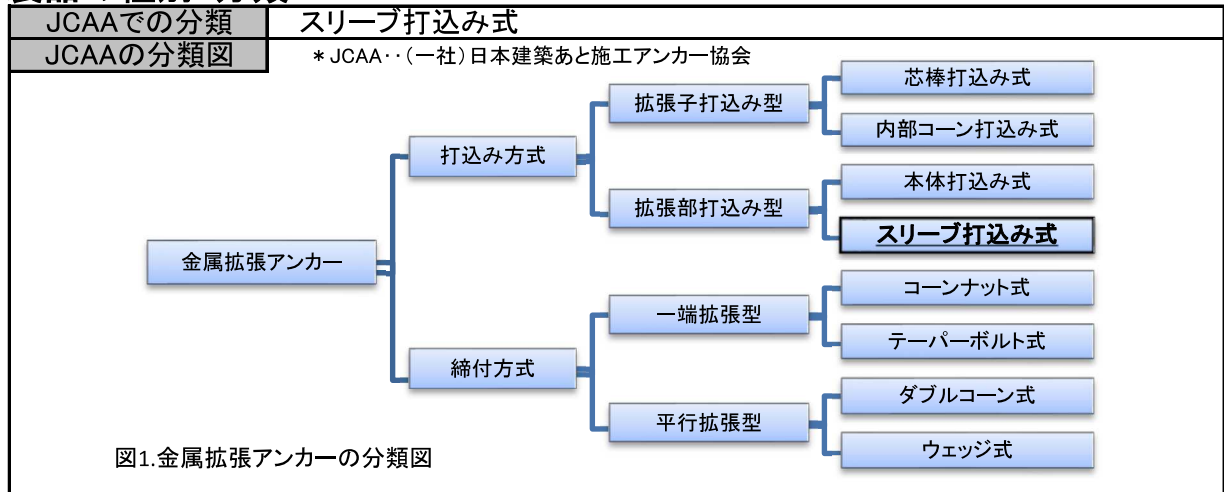 JCAAでの分類 スリーブ打込み式
JCAAの分類図 *JCAA‥(一社)日本建築あと施工アンカー協会
芯棒打込み式
拡張子打込み型
内部コーン打込み式
打込み方式
本体打込み式
拡張部打込み型
スリーブ打込み式
金属拡張アンカー
コーンナット式
一端拡張型
テーパーボルト式
締付方式
ダブルコーン式
平行拡張型
ウェッジ式
図1.金属拡張アンカーの分類図